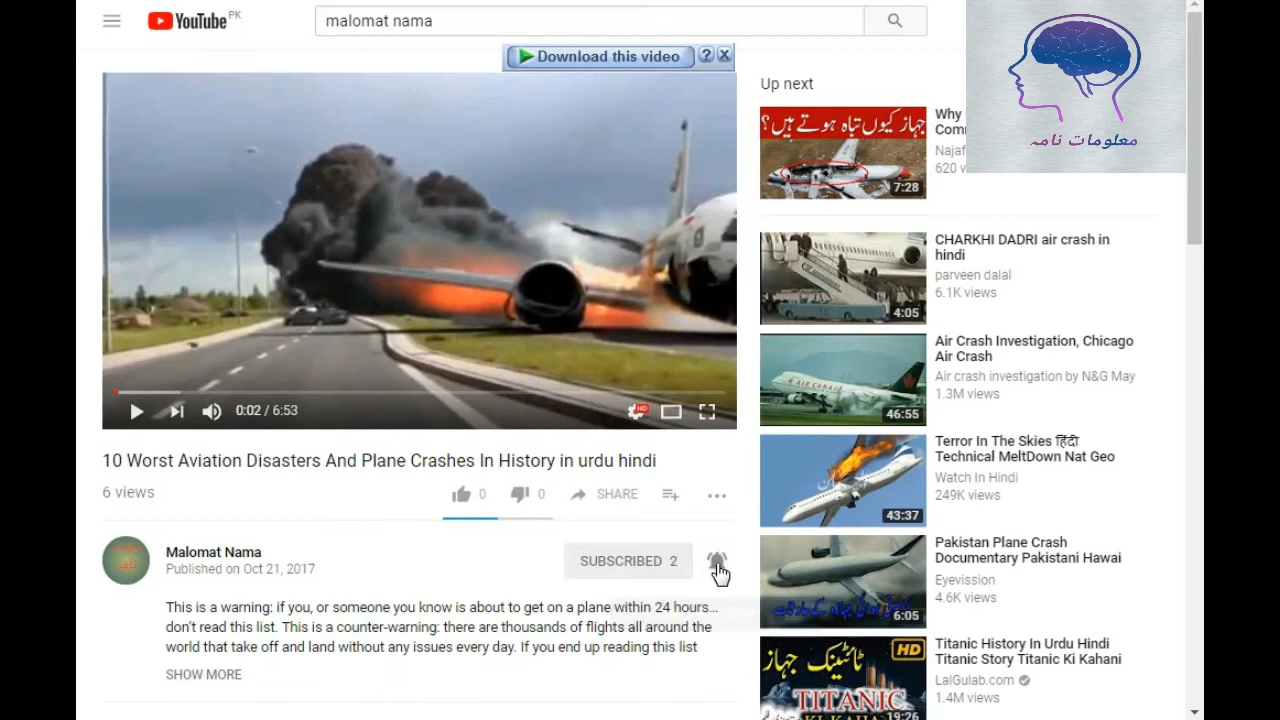 YouTube PK
malomat nama
Download this video
?
Up next
Why
Com
Najaf
620 v
معلومات نامہ
جہاز کیوں تباہ ہوتے ہیں؟
7:28
CHARKHI DADRI air crash in
hindi
parveen dalal
6.1K views
4:05
AIR CANADA
Air Crash Investigation, Chicago
Air Crash
Air crash investigation by N&G May
1.3M views
46:55
0:02 / 6:53
HD
Terror In The Skies हिंदी
Technical MeltDown Nat Geo
Watch In Hindi
249K views
43:37
10 Worst Aviation Disasters And Plane Crashes In History in urdu hindi
6 views
0
0
SHARE
Malomat Nama
Published on Oct 21, 2017
SUBSCRIBED 2
This is a warning: if you, or someone you know is about to get on a plane within 24 hours...
don't read this list. This is a counter-warning: there are thousands of flights all around the
world that take off and land without any issues every day. If you end up reading this list
SHOW MORE
Pakistan Plane Crash
Documentary Pakistani Hawai
Eyevission
4.6K views
6:05
Titanic History In Urdu Hindi
Titanic Story Titanic Ki Kahani
LalGulab.com
1.4M views
HD
ٹائیٹینک جہاز
TITANIC
KI KAHA
19:26